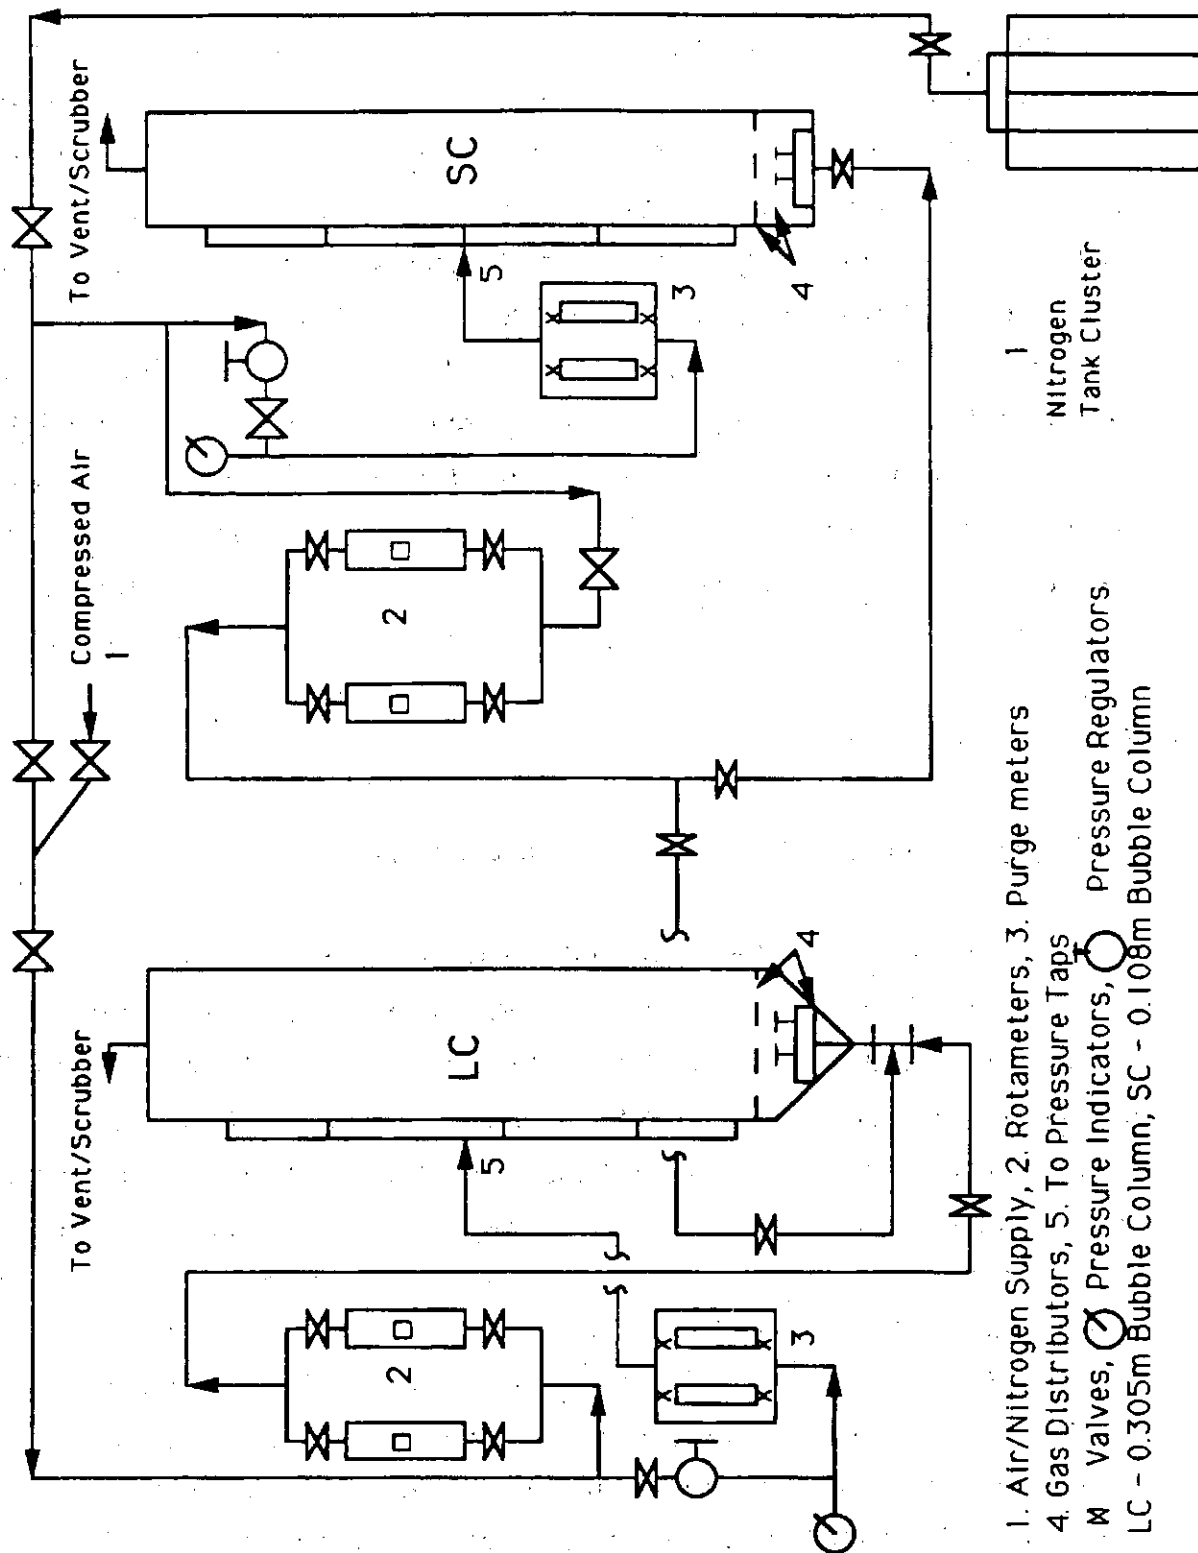 To Vent/Scrubber
LC
5
4
2
3
Compressed Air
1
To Vent/Scrubber
SC
5
4
2
3
1
Nitrogen
Tank Cluster
1. Air/Nitrogen Supply, 2. Rotameters, 3. Purge meters
4. Gas Distributors, 5. To Pressure Taps
Valves, Pressure Indicators, Pressure Regulators
LC - 0.305m Bubble Column, SC - 0.108m Bubble Column